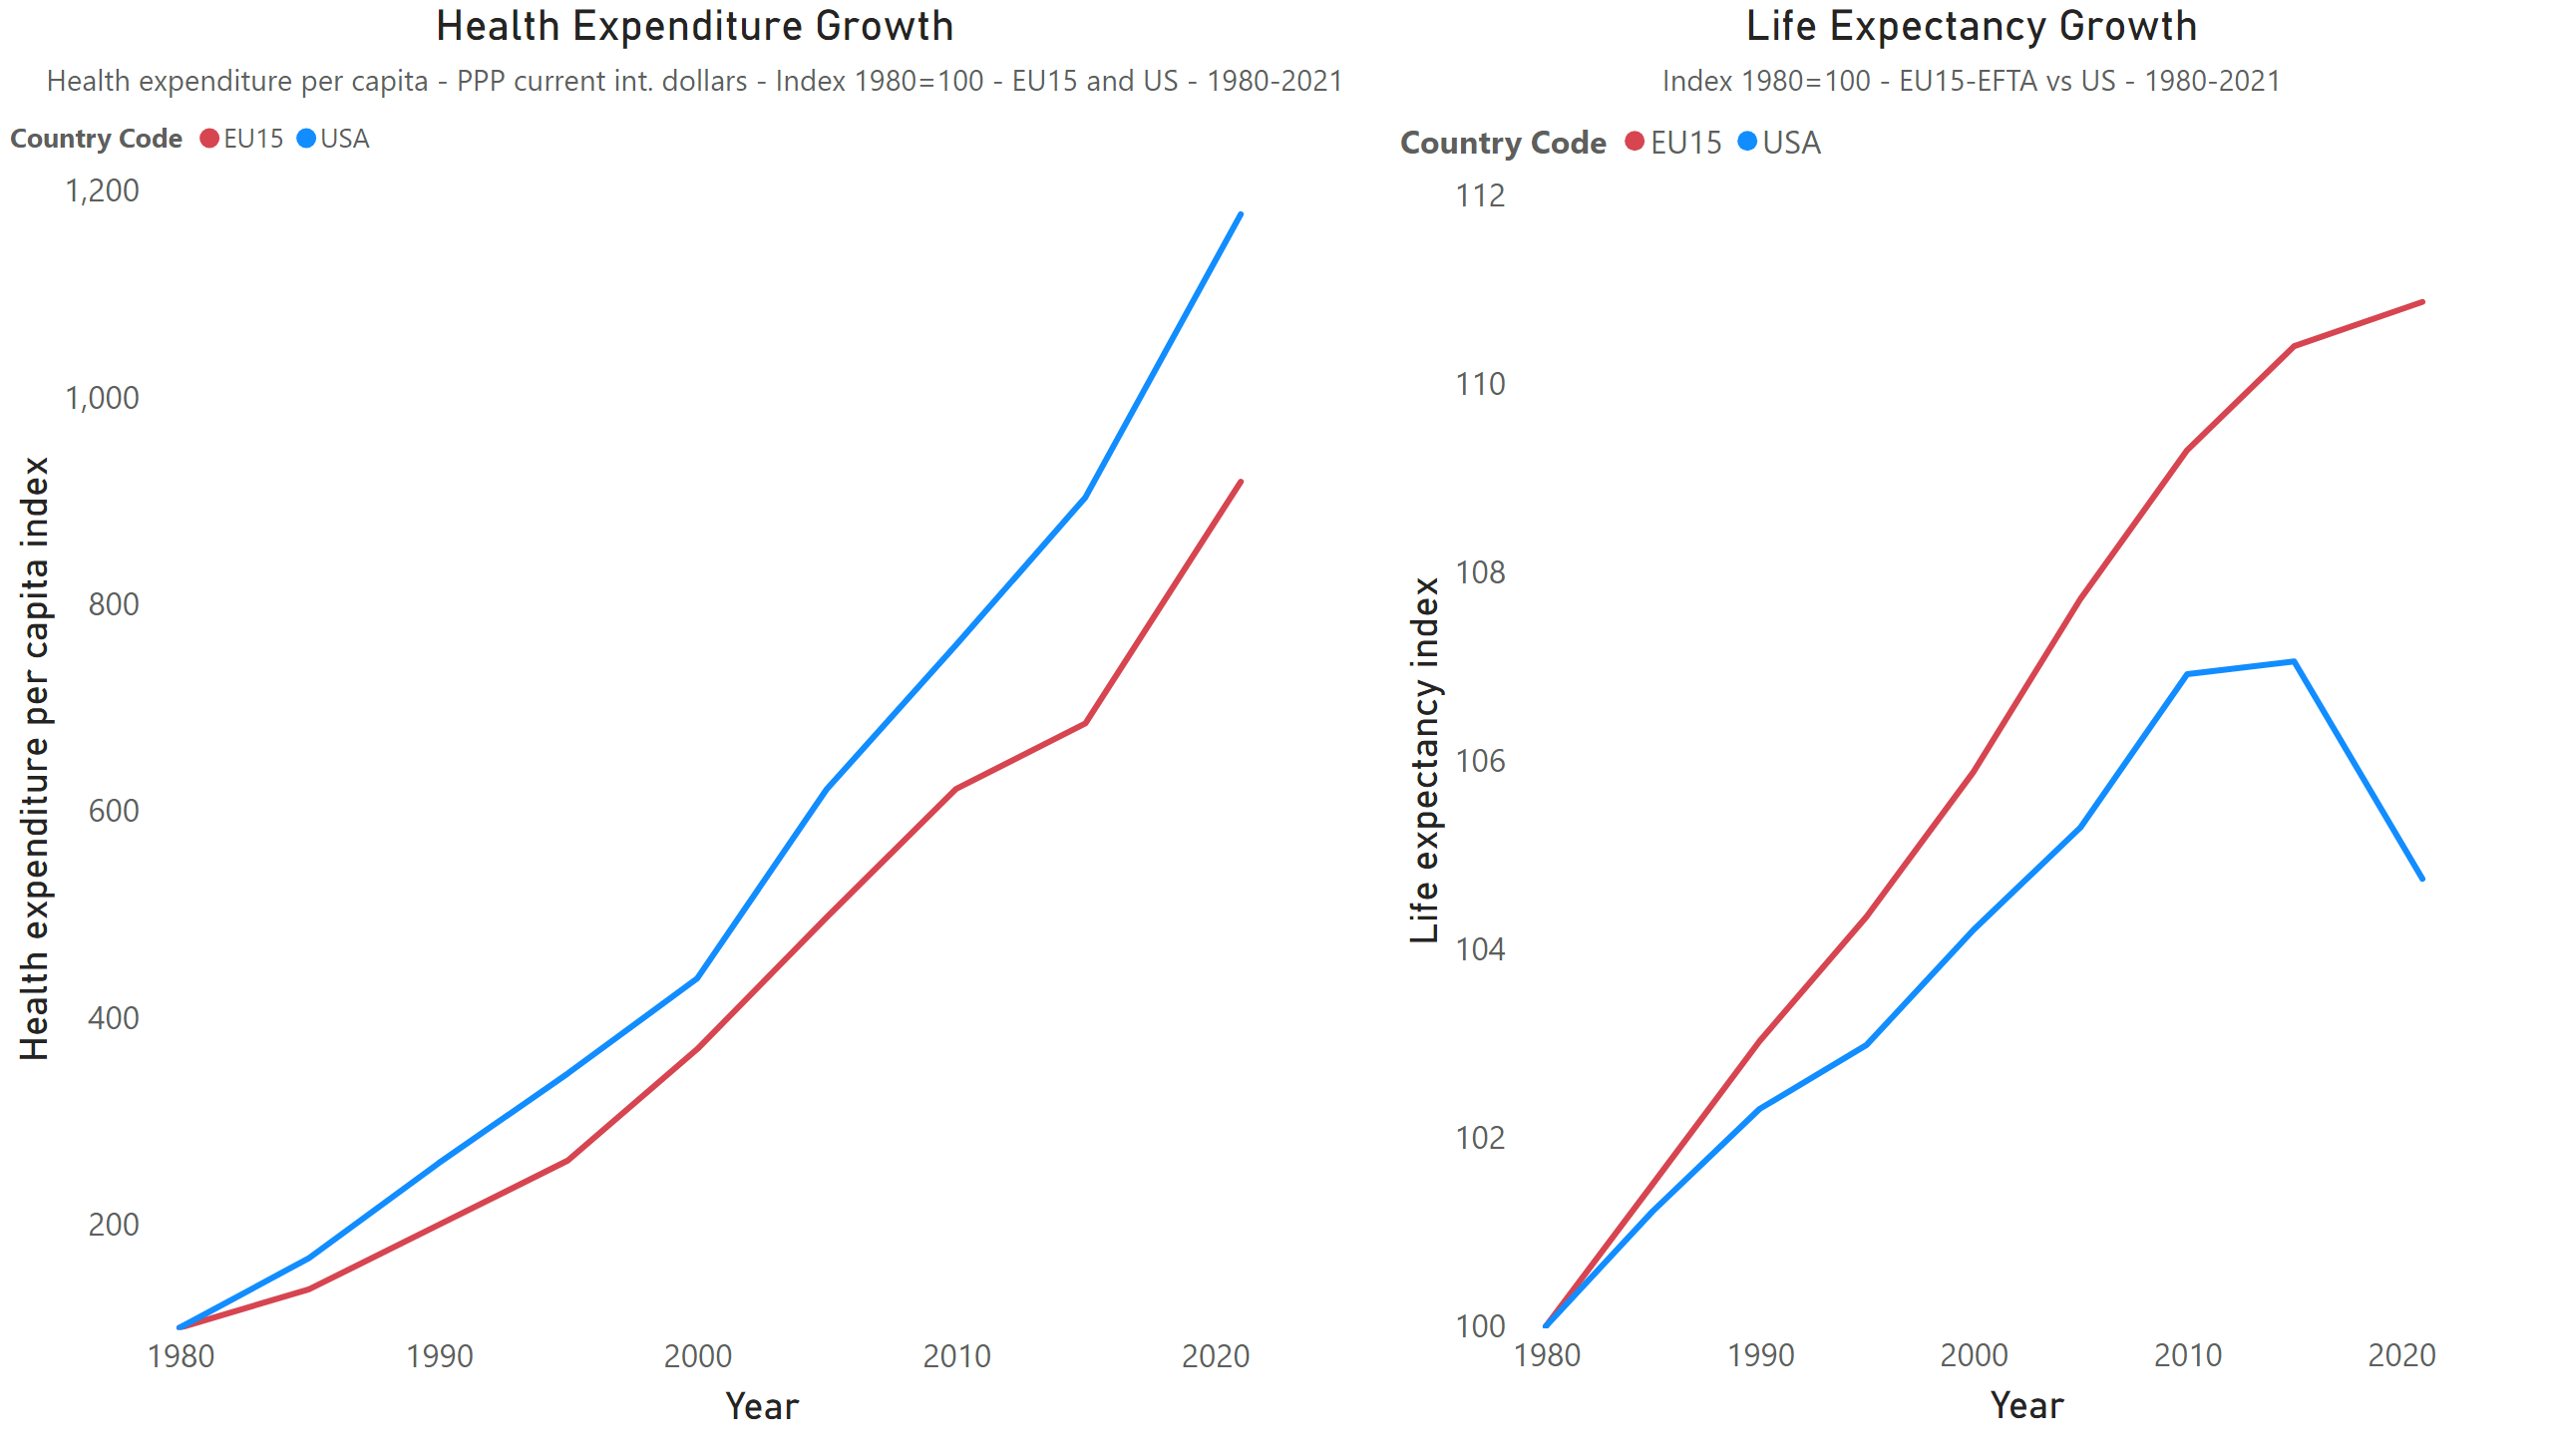 Health Expenditure Growth
Health expenditure per capita - PPP current int. dollars - Index 1980=100 - EU15 and US - 1980-2021
Country Code EU15 USA
1,200
1,000
800
600
400
200
Health expenditure per capita index
1980 1990 2000 2010 2020
Year
Life Expectancy Growth
Index 1980=100 - EU15-EFTA vs US - 1980-2021
Country Code EU15 USA
112
110
108
106
104
102
100
Life expectancy index
1980 1990 2000 2010 2020
Year